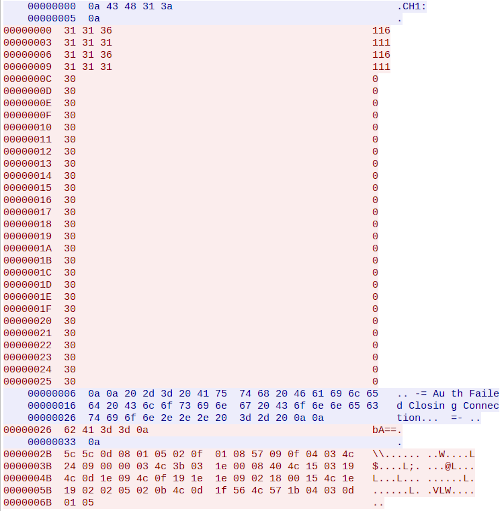 00000000 0a 43 48 31 3a .CH1:
00000005 0a .
00000000 31 31 36 116
00000003 31 31 31 111
00000006 31 31 36 116
00000009 31 31 31 111
0000000C 30 0
0000000D 30 0
0000000E 30 0
0000000F 30 0
00000010 30 0
00000011 30 0
00000012 30 0
00000013 30 0
00000014 30 0
00000015 30 0
00000016 30 0
00000017 30 0
00000018 30 0
00000019 30 0
0000001A 30 0
0000001B 30 0
0000001C 30 0
0000001D 30 0
0000001E 30 0
0000001F 30 0
00000020 30 0
00000021 30 0
00000022 30 0
00000023 30 0
00000024 30 0
00000025 30 0
00000006 0a 0a 20 2d 3d 20 41 75 74 68 20 46 61 69 6c 65 .. -= Au th Faile
00000016 64 20 43 6c 6f 73 69 6e 67 20 43 6f 6e 6e 65 63 d Closin g Connec
00000026 74 69 6f 6e 2e 2e 2e 20 3d 2d 20 0a 0a tion... =- ..
00000026 62 41 3d 3d 0a bA==.
00000033 0a .
0000002B 5c 5c 0d 08 01 05 02 0f 01 08 57 09 0f 04 03 4c \\...... ..W....L
0000003B 24 09 00 00 03 4c 3b 03 1e 00 08 40 4c 15 03 19 $....L;. ...@L...
0000004B 4c 0d 1e 09 4c 0f 19 1e 1e 09 02 18 00 15 4c 1e L...L... ......L.
0000005B 19 02 02 05 02 0b 4c 0d 1f 56 4c 57 1b 04 03 0d ......L. .VLW....
0000006B 01 05 ..